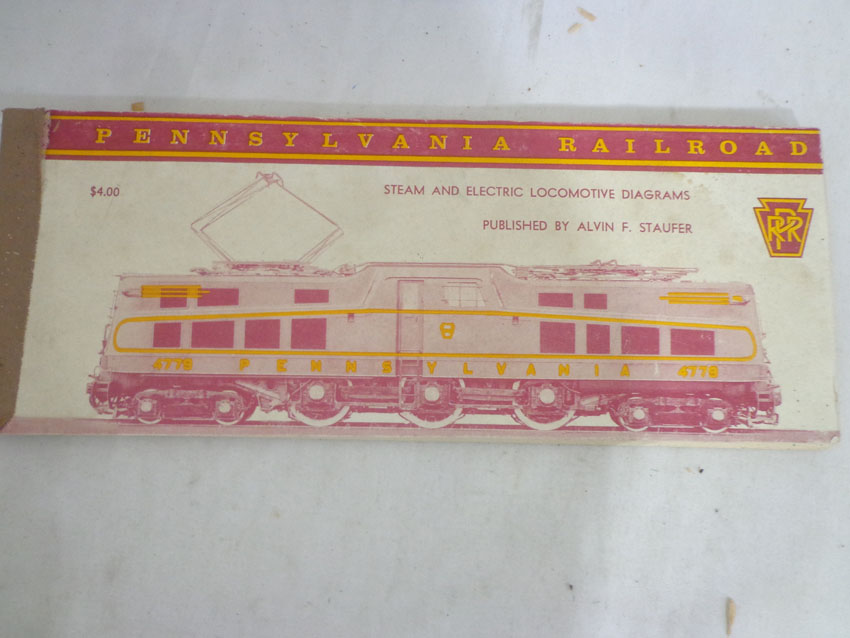 PENNSYLVANIA RAILROAD
$4.00
STEAM AND ELECTRIC LOCOMOTIVE DIAGRAMS
PUBLISHED BY ALVIN F. STAUFER
PRR
4779 PENNSYLVANIA 4779